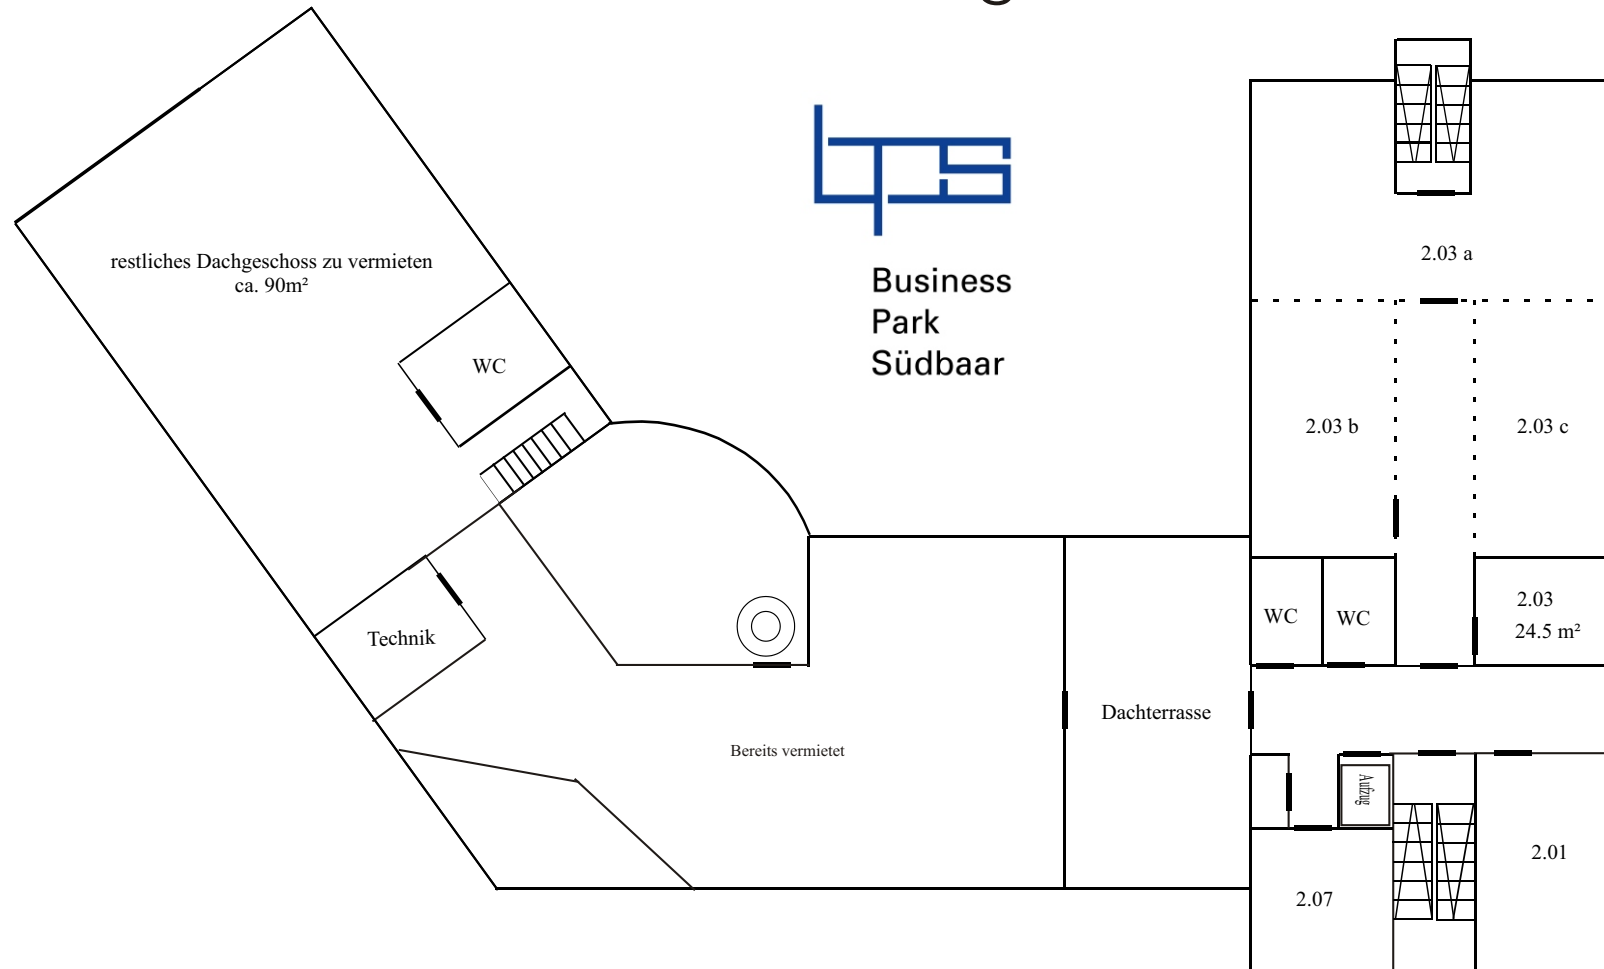 restliches Dachgeschoss zu vermieten
ca. 90m²
WC
Technik
Business
Park
Südbaar
Bereits vermietet
Dachterrasse
2.03 a
2.03 b
2.03 c
WC
WC
2.03
24.5 m²
Aufzug
2.07
2.01